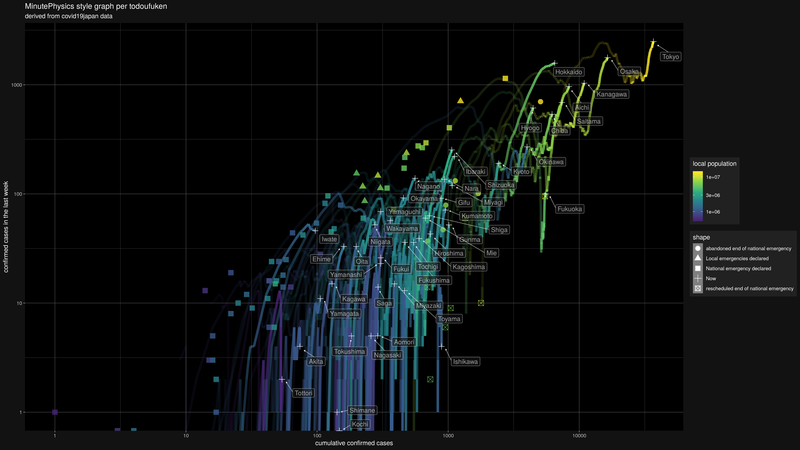 MinutePhysics style graph per todoufuken
derived from covid19japan data
confirmed cases in the last week
1000
100
10
1
1
10
100
1000
10000
cumulative confirmed cases
Tokyo
Osaka
Hokkaido
Kanagawa
Aichi
Saitama
Hyogo
Chiba
Okinawa
Kyoto
Ibaraki
Shizuoka
Nagano
Nara
Okayama
Gifu
Miyagi
Fukuoka
Yamaguchi
Kumamoto
Wakayama
Shiga
Iwate
Niigata
Gunma
Ehime
Oita
Hiroshima
Mie
Yamanashi
Fukui
Tochigi
Kagoshima
Fukushima
Kagawa
Saga
Miyazaki
Yamagata
Toyama
Tokushima
Aomori
Nagasaki
Akita
Ishikawa
Tottori
Shimane
Kochi
local population
1e+07
1e+06
1e+06
shape
abandoned end of national emergency
Local emergencies declared
National emergency declared
Now
rescheduled end of national emergency